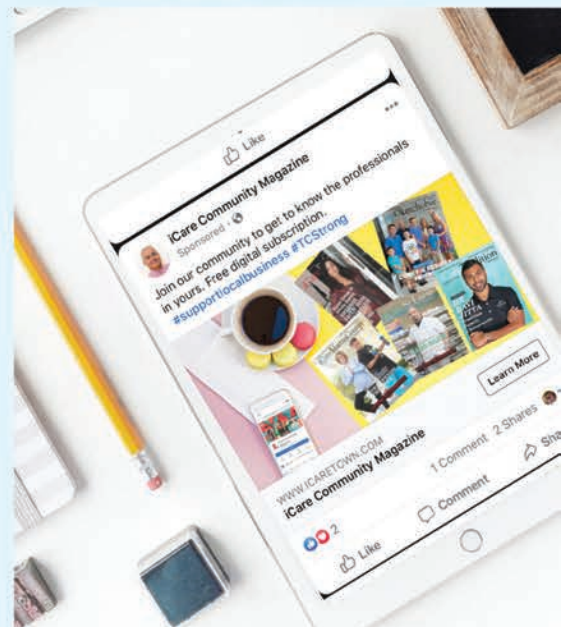 Like
iCare Community Magazine
Sponsored ·
Join our community to get to know the professionals
in yours. Free digital subscription.
#supportlocalbusiness #TCStrong
Learn More
WWW.ICARETOWN.COM
iCare Community Magazine
2
1 Comment 2 Shares
Like
Comment